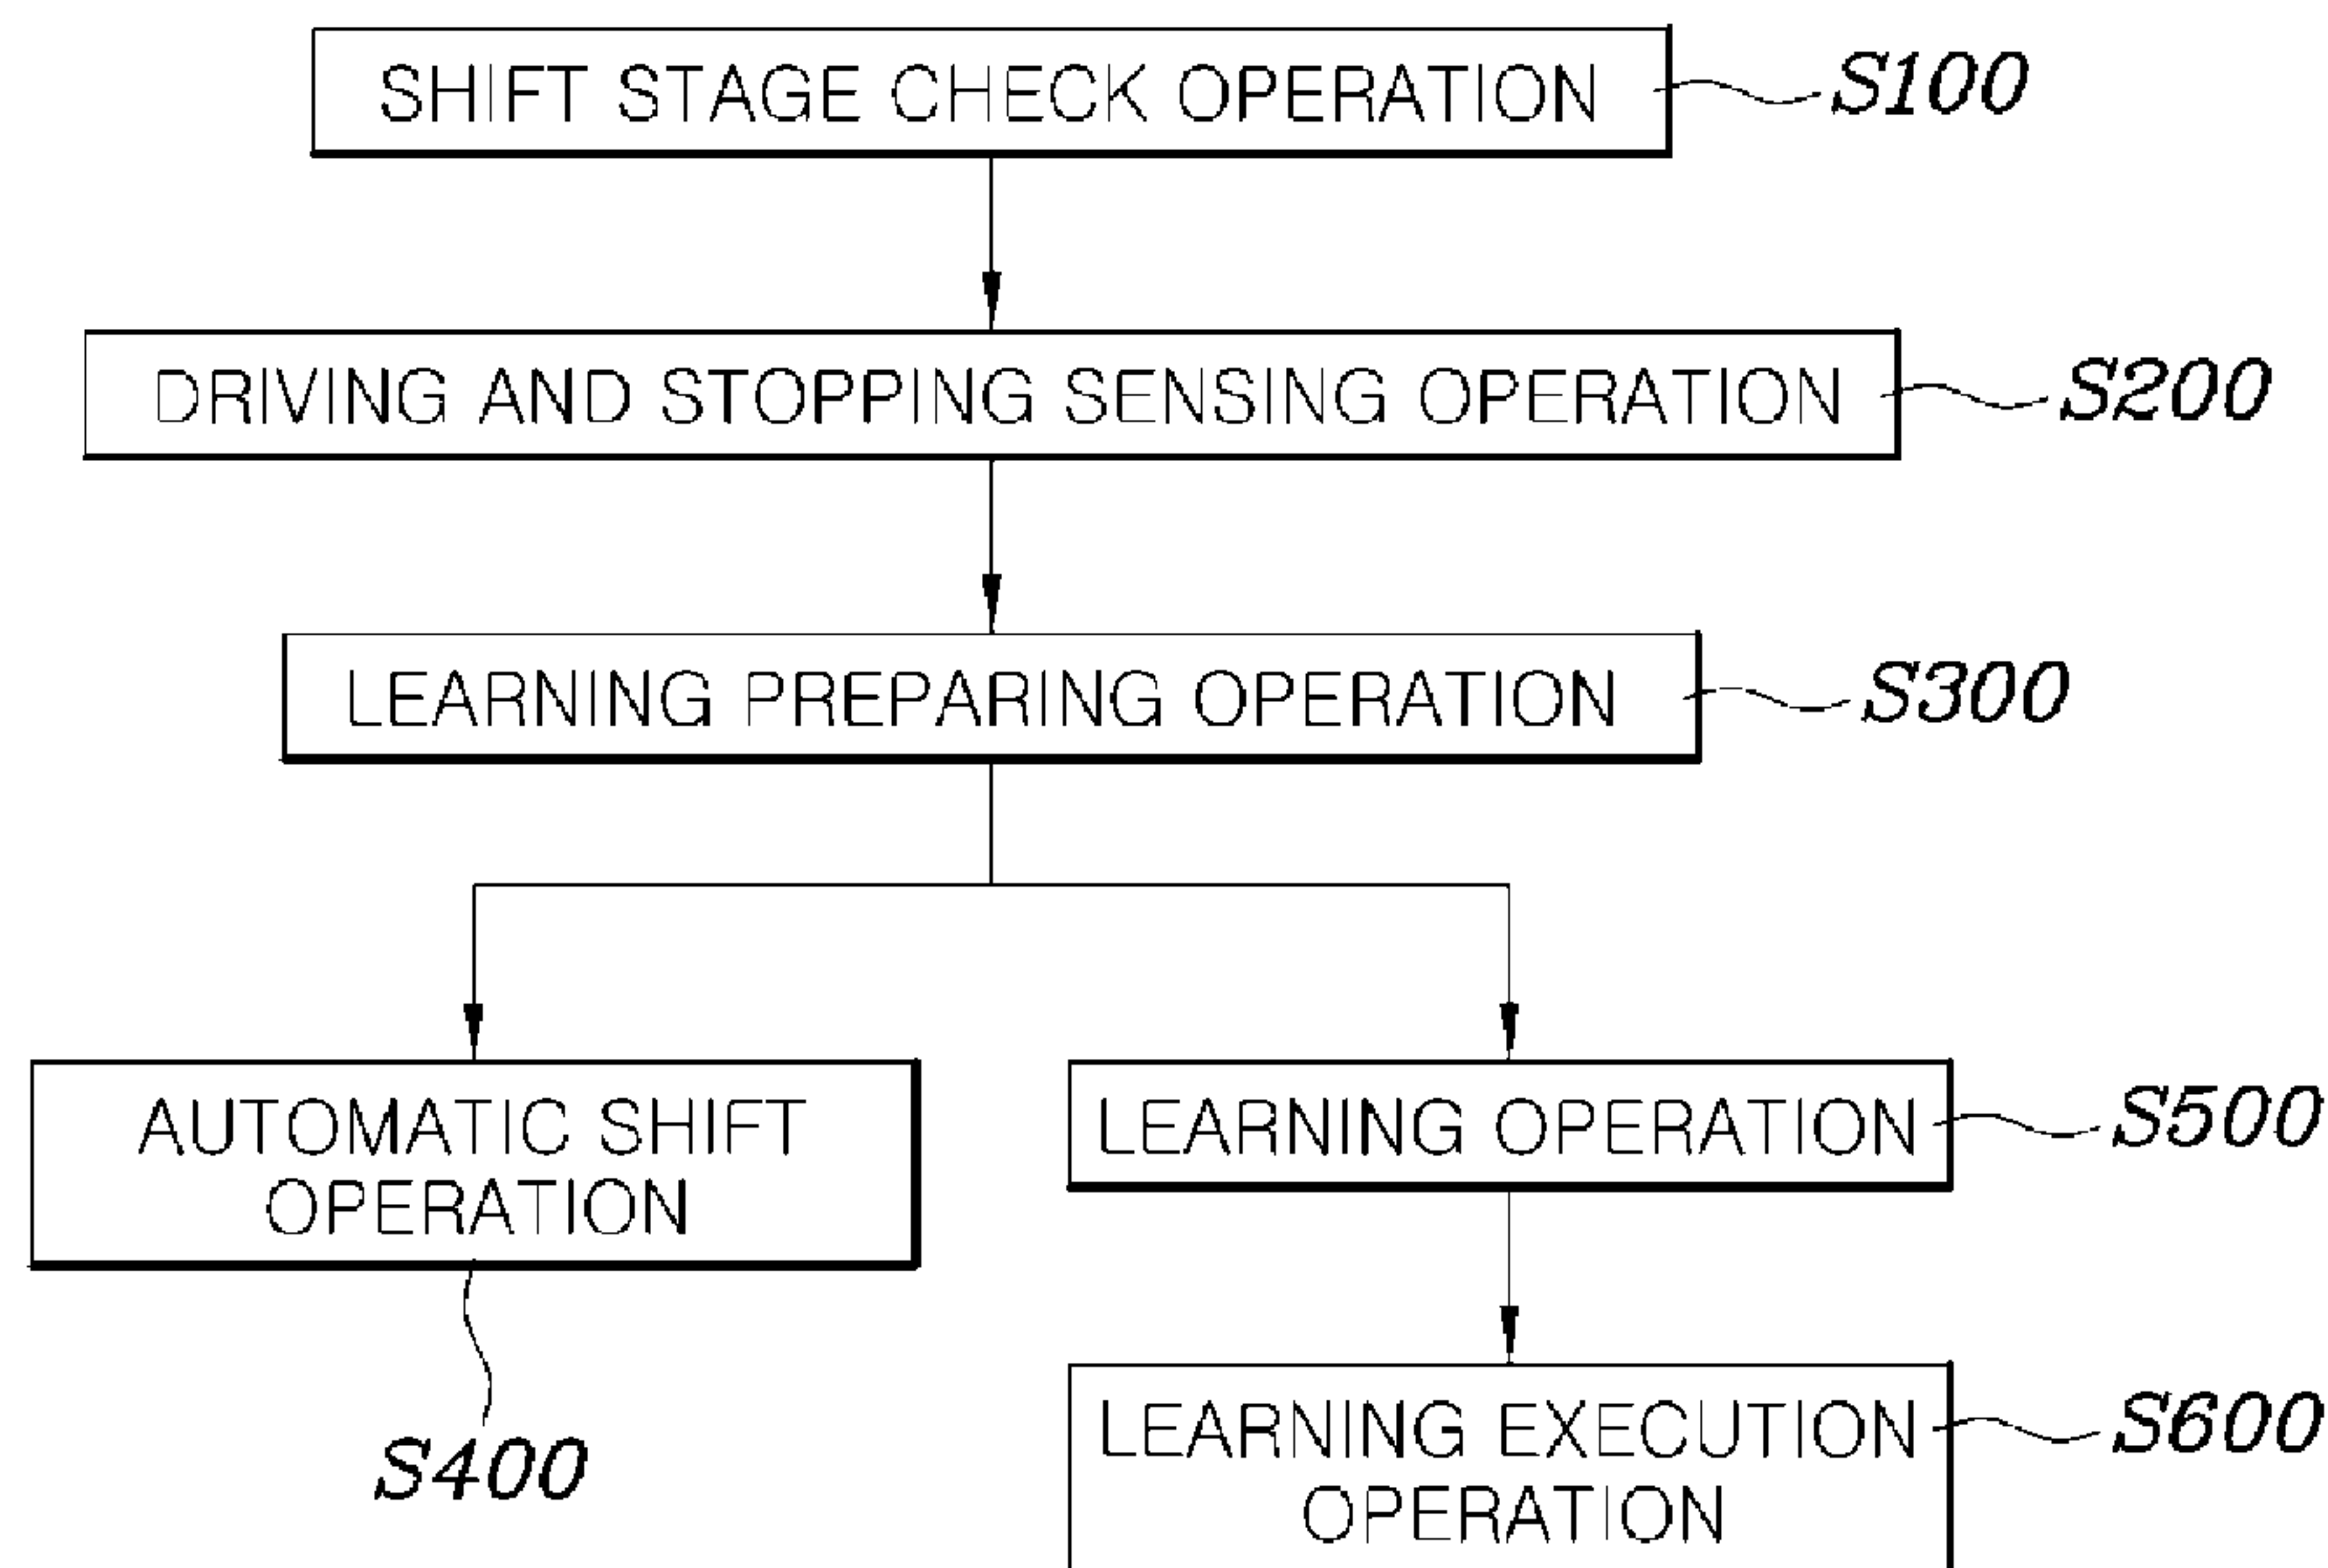 SHIFT STAGE CHECK OPERATION
S100
DRIVING AND STOPPING SENSING OPERATION
S200
LEARNING PREPARING OPERATION
S300
AUTOMATIC SHIFT
OPERATION
S400
LEARNING OPERATION
S500
LEARNING EXECUTION
OPERATION
S600